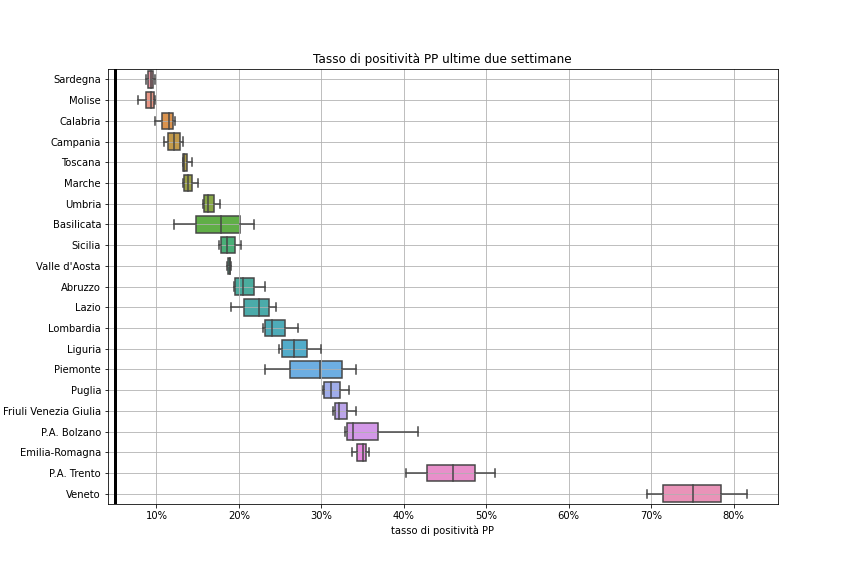 Tasso di positività PP ultime due settimane
Sardegna
Molise
Calabria
Campania
Toscana
Marche
Umbria
Basilicata
Sicilia
Valle d'Aosta
Abruzzo
Lazio
Lombardia
Liguria
Piemonte
Puglia
Friuli Venezia Giulia
P.A. Bolzano
Emilia-Romagna
P.A. Trento
Veneto
10% 20% 30% 40% 50% 60% 70% 80%
tasso di positività PP